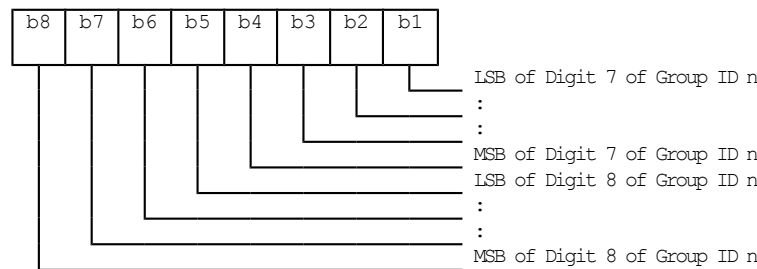 b8 b7 b6 b5 b4 b3 b2 b1
LSB of Digit 7 of Group ID n
:
:
MSB of Digit 7 of Group ID n
LSB of Digit 8 of Group ID n
:
:
MSB of Digit 8 of Group ID n